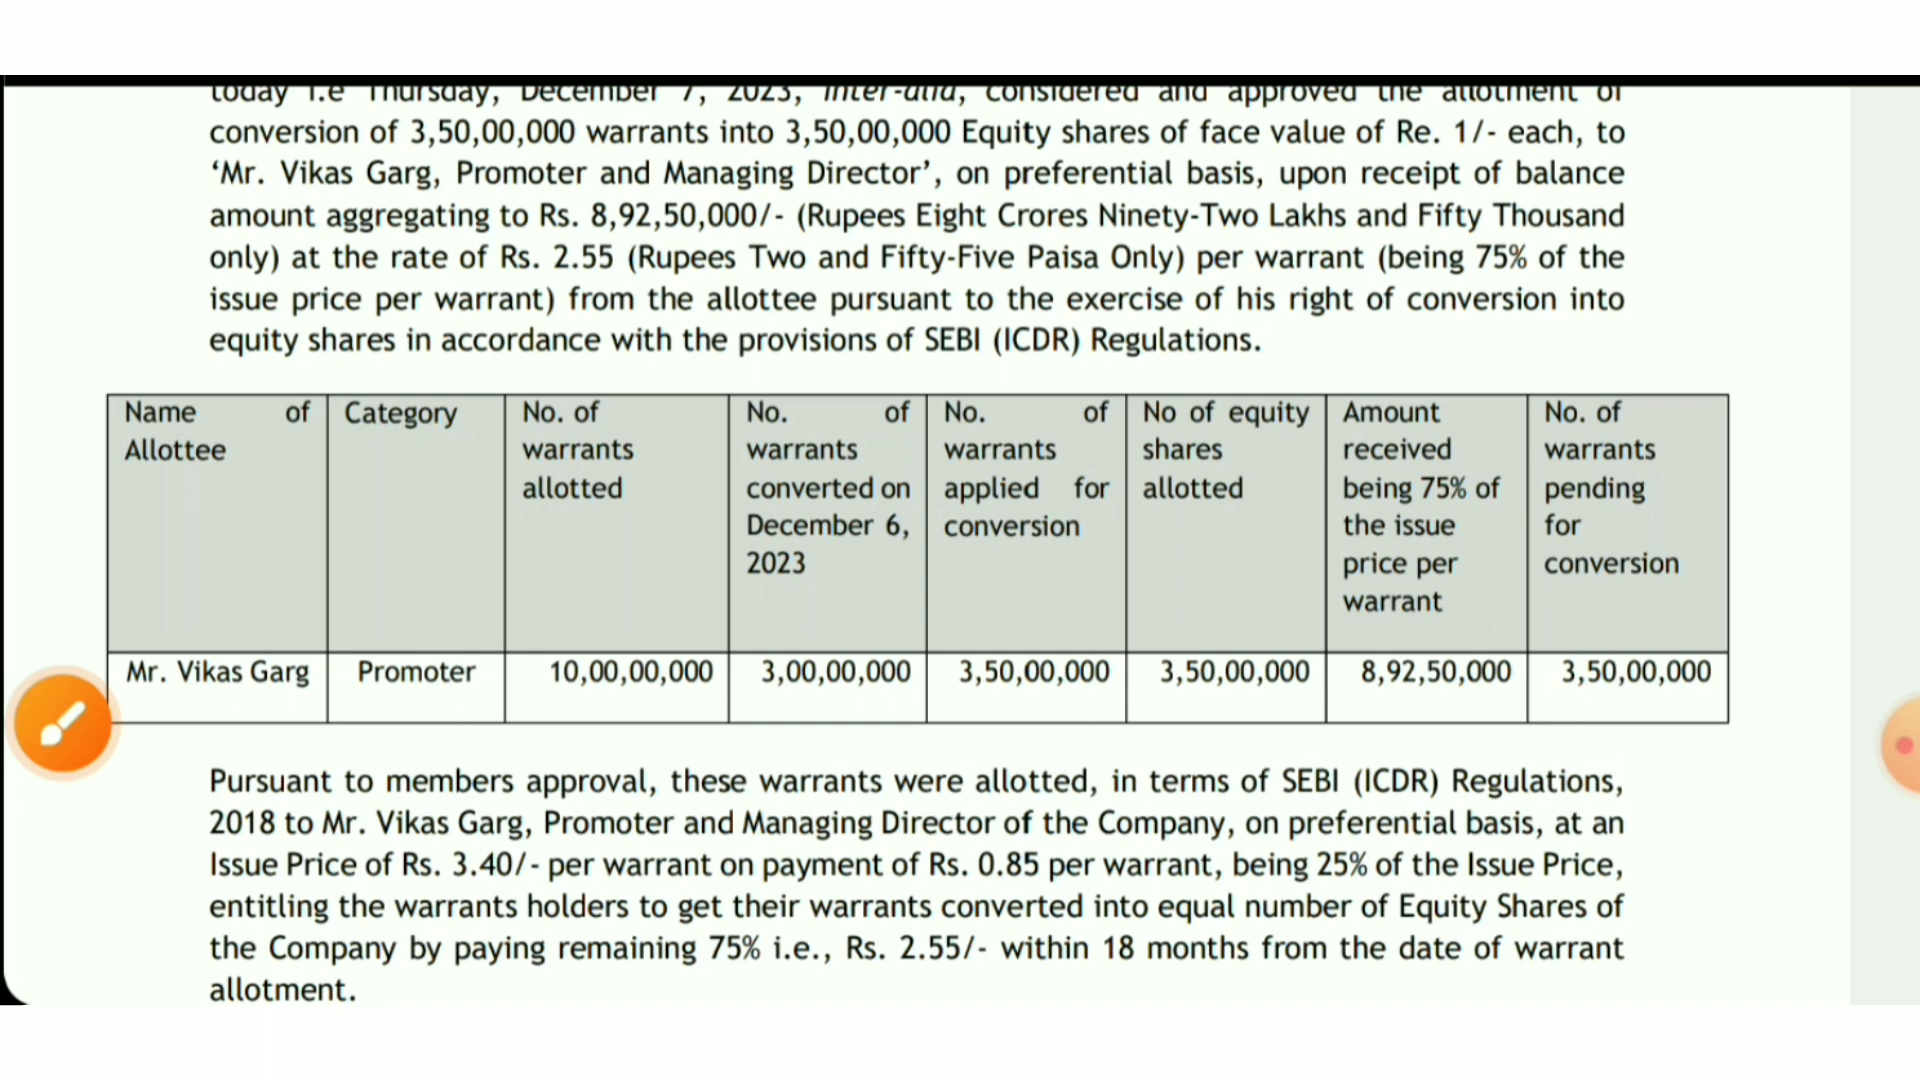 today i.e Thursday, December 7, 2023, inter-alia, considered and approved the allotment of
conversion of 3,50,00,000 warrants into 3,50,00,000 Equity shares of face value of Re. 1/- each, to
‘Mr. Vikas Garg, Promoter and Managing Director’, on preferential basis, upon receipt of balance
amount aggregating to Rs. 8,92,50,000/- (Rupees Eight Crores Ninety-Two Lakhs and Fifty Thousand
only) at the rate of Rs. 2.55 (Rupees Two and Fifty-Five Paisa Only) per warrant (being 75% of the
issue price per warrant) from the allottee pursuant to the exercise of his right of conversion into
equity shares in accordance with the provisions of SEBI (ICDR) Regulations.
Name of
Allottee
Category
No. of
warrants
allotted
No. of
warrants
converted on
December 6,
2023
No. of
warrants
applied for
conversion
No of equity
shares
allotted
Amount
received
being 75% of
the issue
price per
warrant
No. of
warrants
pending
for
conversion
Mr. Vikas Garg Promoter 10,00,00,000 3,00,00,000 3,50,00,000 3,50,00,000 8,92,50,000 3,50,00,000
Pursuant to members approval, these warrants were allotted, in terms of SEBI (ICDR) Regulations,
2018 to Mr. Vikas Garg, Promoter and Managing Director of the Company, on preferential basis, at an
Issue Price of Rs. 3.40/- per warrant on payment of Rs. 0.85 per warrant, being 25% of the Issue Price,
entitling the warrants holders to get their warrants converted into equal number of Equity Shares of
the Company by paying remaining 75% i.e., Rs. 2.55/- within 18 months from the date of warrant
allotment.